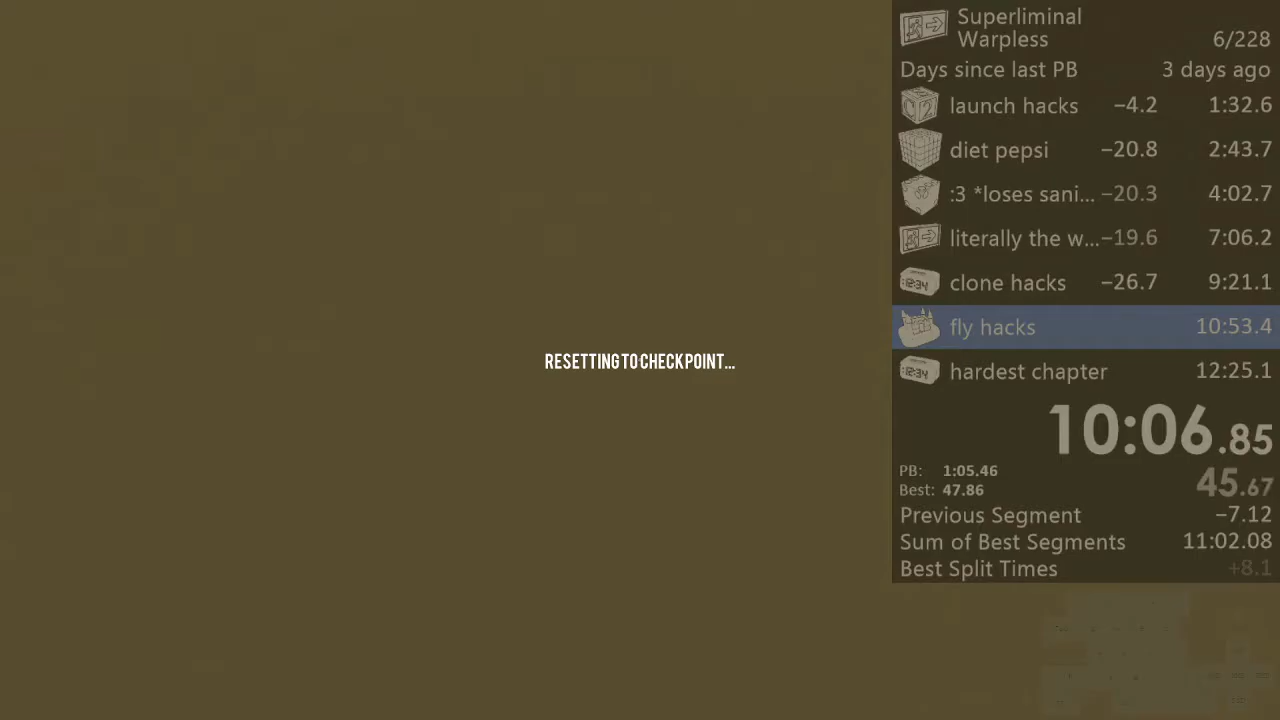 Superliminal
Warpless 6/228
Days since last PB 3 days ago
launch hacks −4.2 1:32.6
diet pepsi −20.8 2:43.7
:3 *loses sani... −20.3 4:02.7
literally the w... −19.6 7:06.2
clone hacks −26.7 9:21.1
fly hacks 10:53.4
RESETTING TO CHECKPOINT...
hardest chapter 12:25.1
10:06.85
PB: 1:05.46
Best: 47.86
45.67
Previous Segment −7.12
Sum of Best Segments 11:02.08
Best Split Times +8.1